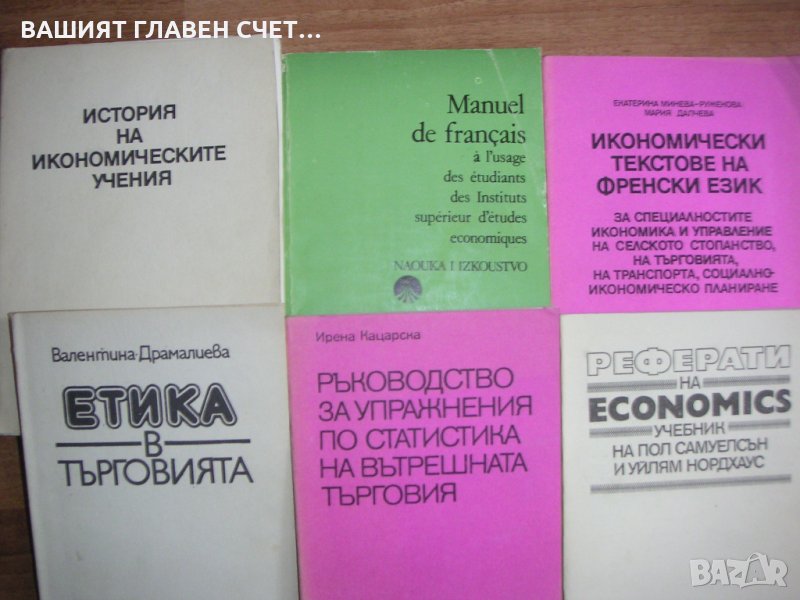 ВАШИЯТ ГЛАВЕН СЧЕТ...
ИСТОРИЯ
НА
ИКОНОМИЧЕСКИТЕ
УЧЕНИЯ
Manuel
de français
à l'usage
des étudiants
des Instituts
supérieur d'études
economiques
NAOUKA I IZKOUSTVO
ЕКАТЕРИНА МИНЕВА-РУЖЕНОВА
МАРИЯ ДАЛЧЕВА
ИКОНОМИЧЕСКИ
ТЕКСТОВЕ НА
ФРЕНСКИ ЕЗИК
ЗА СПЕЦИАЛНОСТИТЕ
ИКОНОМИКА И УПРАВЛЕНИЕ
НА СЕЛСКОТО СТОПАНСТВО,
НА ТЪРГОВИЯТА,
НА ТРАНСПОРТА, СОЦИАЛНО-
ИКОНОМИЧЕСКО ПЛАНИРАНЕ
Валентина Драмалиева
ЕТИКА
В
ТЪРГОВИЯТА
Ирена Кацарска
РЪКОВОДСТВО
ЗА УПРАЖНЕНИЯ
ПО СТАТИСТИКА
НА ВЪТРЕШНАТА
ТЪРГОВИЯ
РЕФЕРАТИ
НА
ECONOMICS
УЧЕБНИК
НА ПОЛ САМУЕЛСЪН
И УИЛЯМ НОРДХАУС
BAZAR